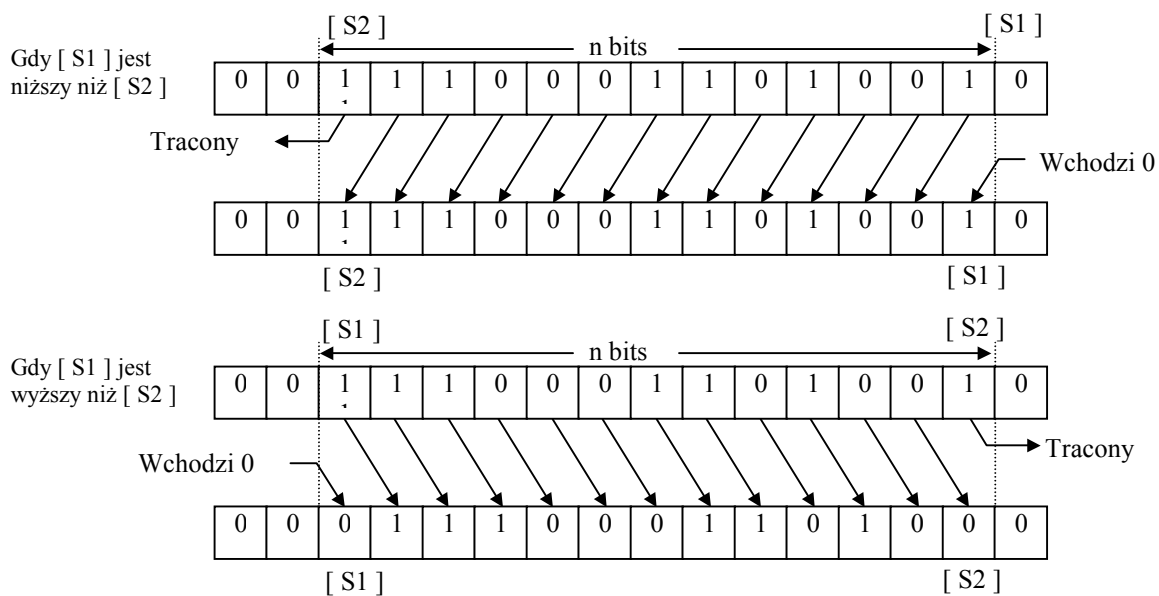 [ S2 ] [ S1 ]
n bits
Gdy [ S1 ] jest
niższy niż [ S2 ]
0 0 1 1 1 0 0 0 1 1 0 1 0 0 1 0
Tracony
Wchodzi 0
0 0 1 1 1 0 0 0 1 1 0 1 0 0 1 0
[ S2 ] [ S1 ]
[ S1 ] [ S2 ]
n bits
Gdy [ S1 ] jest
wyższy niż [ S2 ]
0 0 1 1 1 0 0 0 1 1 0 1 0 0 1 0
Tracony
Wchodzi 0
0 0 0 1 1 1 0 0 0 1 1 0 1 0 0 0
[ S1 ] [ S2 ]